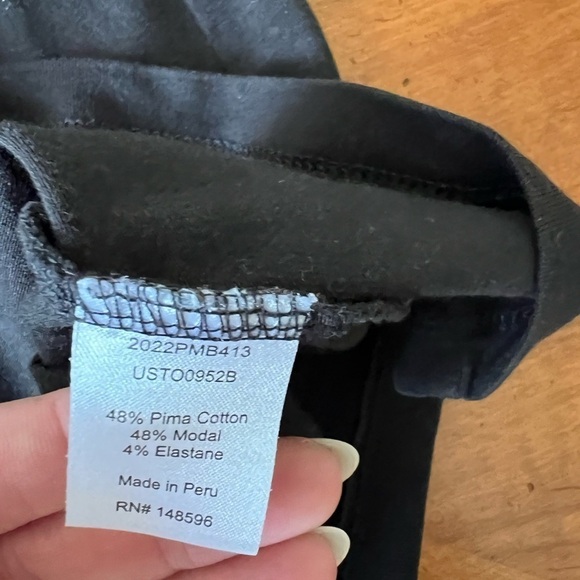 2022PMB413
USTO0952B
48% Pima Cotton
48% Modal
4% Elastane
Made in Peru
RN# 148596